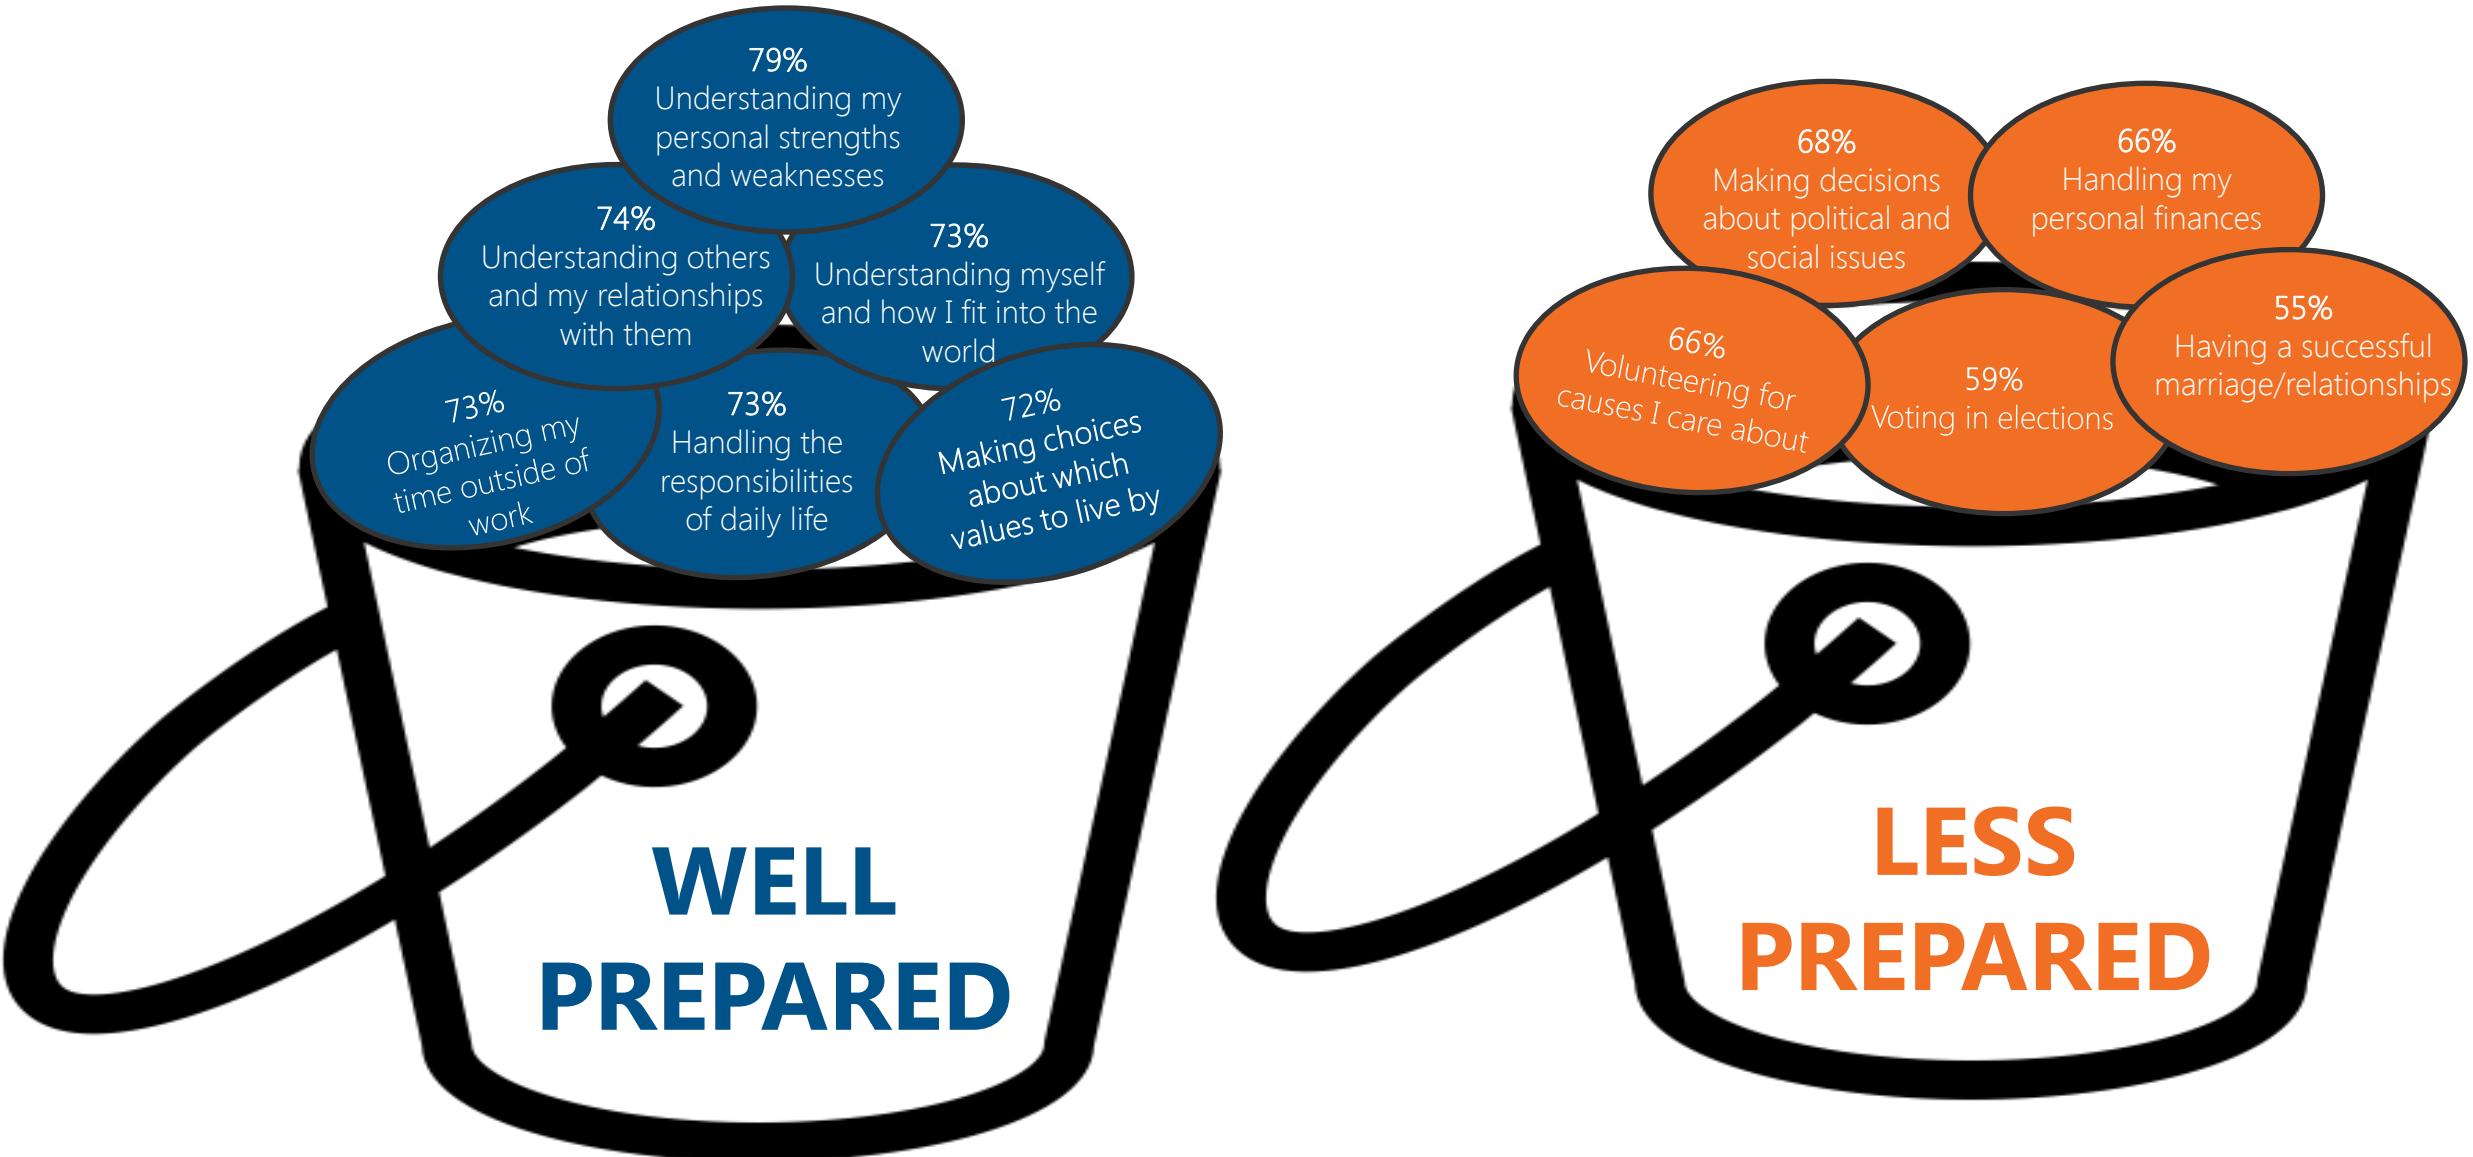 79%
Understanding my
personal strengths
and weaknesses
74%
Understanding others
and my relationships
with them
73%
Understanding myself
and how I fit into the
world
73%
Organizing my
time outside of
work
73%
Handling the
responsibilities
of daily life
72%
Making choices
about which
values to live by
WELL
PREPARED
68%
Making decisions
about political and
social issues
66%
Handling my
personal finances
66%
Volunteering for
causes I care about
59%
Voting in elections
55%
Having a successful
marriage/relationships
LESS
PREPARED